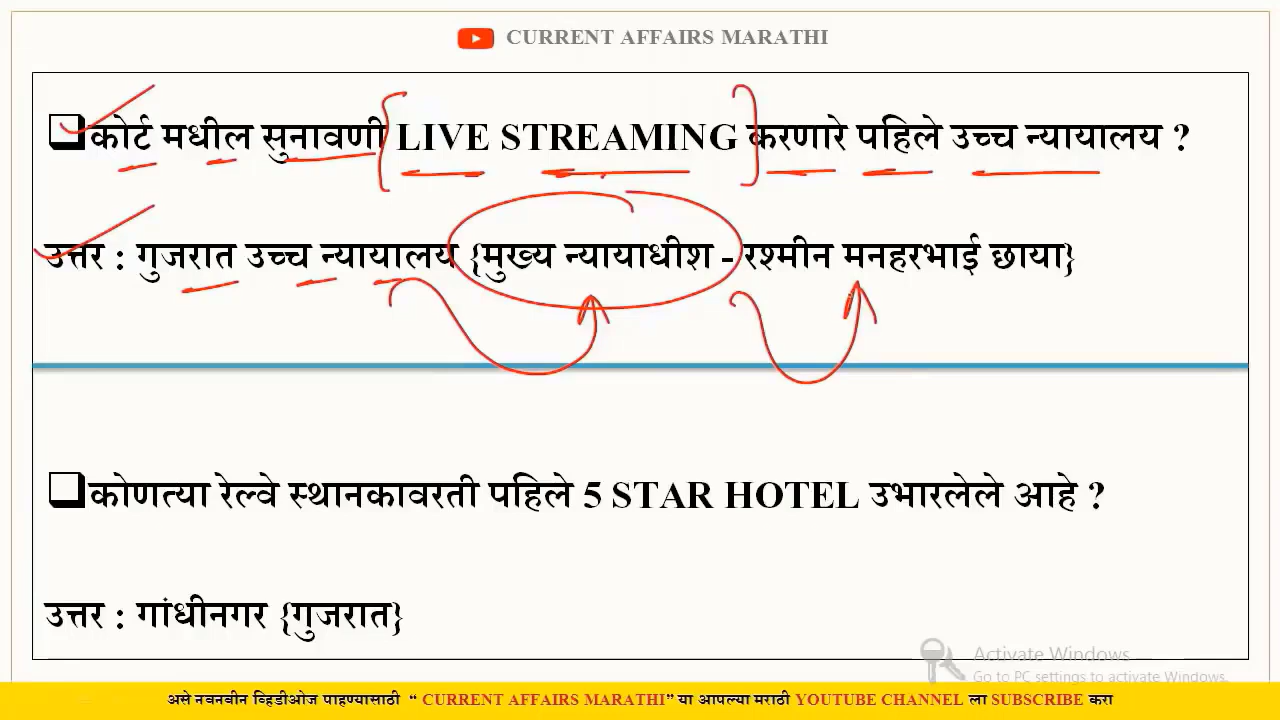 CURRENT AFFAIRS MARATHI
कोर्ट मधील सुनावणी LIVE STREAMING करणारे पहिले उच्च न्यायालय ?
उत्तर : गुजरात उच्च न्यायालय {मुख्य न्यायाधीश - रश्मीन मनहरभाई छाया}
कोणत्या रेल्वे स्थानकावरती पहिले 5 STAR HOTEL उभारलेले आहे ?
उत्तर : गांधीनगर {गुजरात}
Activate Windows
Go to PC settings to activate Windows.
असे नवनवीन व्हिडीओज पाहण्यासाठी “ CURRENT AFFAIRS MARATHI” या आपल्या मराठी YOUTUBE CHANNEL ला SUBSCRIBE करा